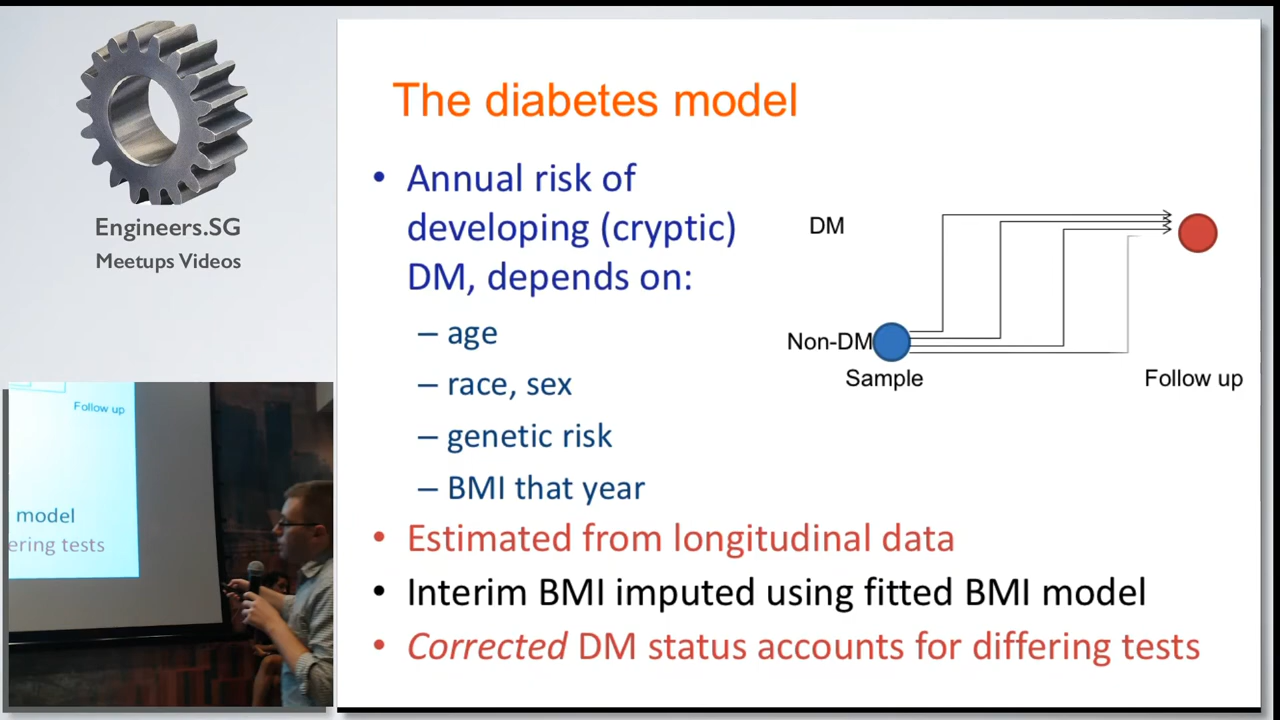 Engineers.SG
Meetups Videos
The diabetes model
• Annual risk of
developing (cryptic)
DM, depends on:
– age
– race, sex
– genetic risk
– BMI that year
• Estimated from longitudinal data
• Interim BMI imputed using fitted BMI model
• Corrected DM status accounts for differing tests
DM
Non-DM
Sample
Follow up
Follow up
model
ering tests